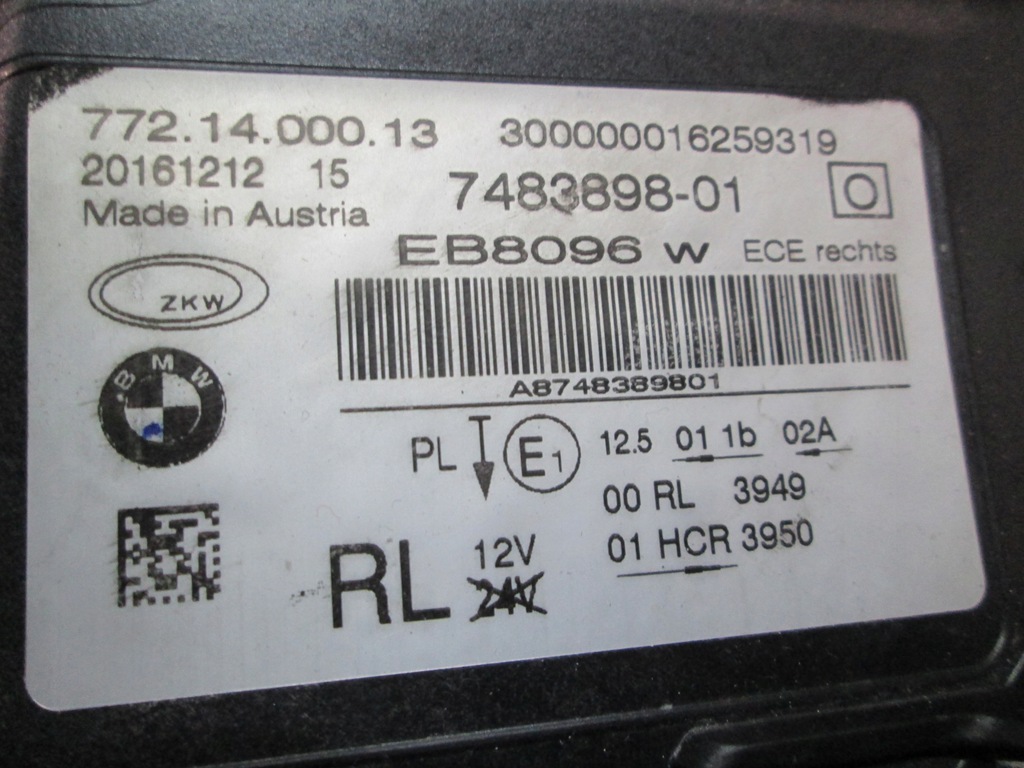 772.14.000.13 300000016259319
20161212 15 7483898-01 O
Made in Austria
EB8096 W ECE rechts
ZKW
A8748389801
BMW
PL E1 12.5 01 1b 02A
00 RL 3949
01 HCR 3950
RL 12V
24V